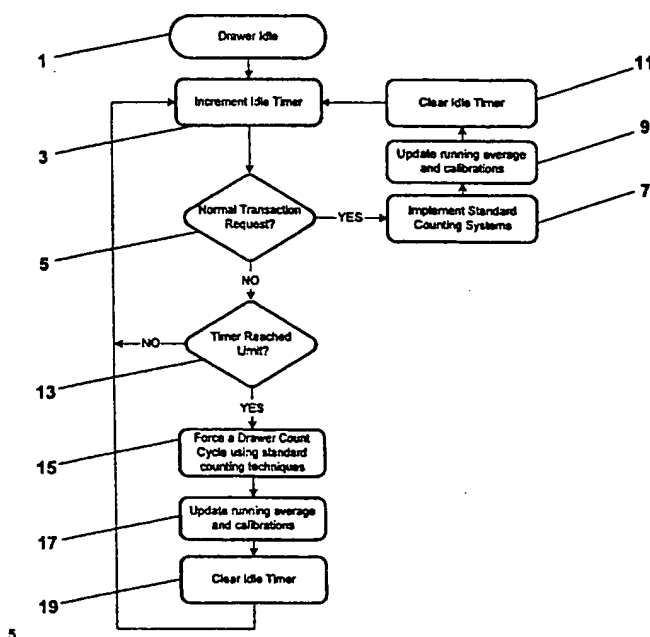 Drawer Idle
1
Increment Idle Timer
3
Clear Idle Timer
11
Update running average
and calibrations
9
Implement Standard
Counting Systems
7
Normal Transaction
Request?
5
YES
NO
Timer Reached
Limit?
13
NO
YES
Force a Drawer Count
Cycle using standard
counting techniques
15
Update running average
and calibrations
17
Clear Idle Timer
19
5